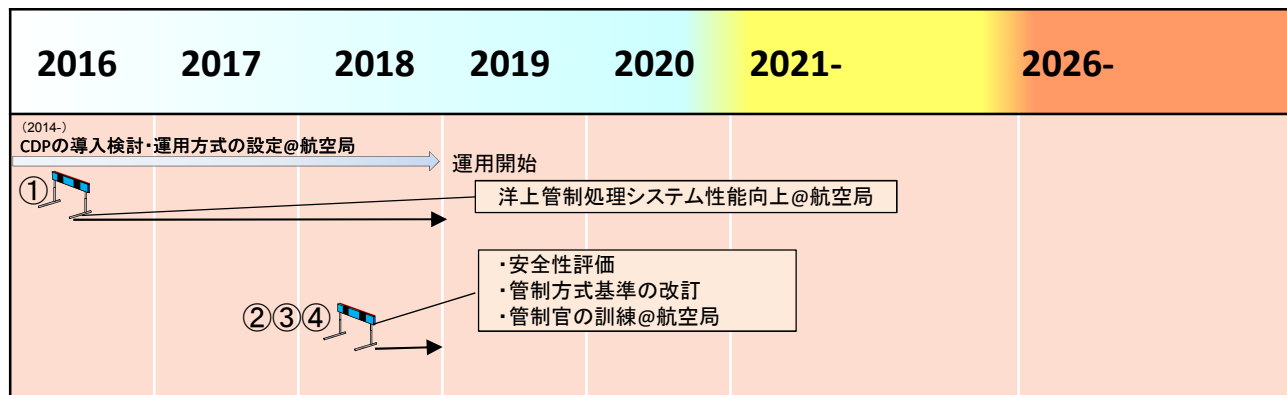 2016 2017 2018 2019 2020 2021- 2026-
(2014-)
CDPの導入検討・運用方式の設定@航空局
運用開始
①
洋上管制処理システム性能向上@航空局
・安全性評価
・管制方式基準の改訂
・管制官の訓練@航空局
②③④